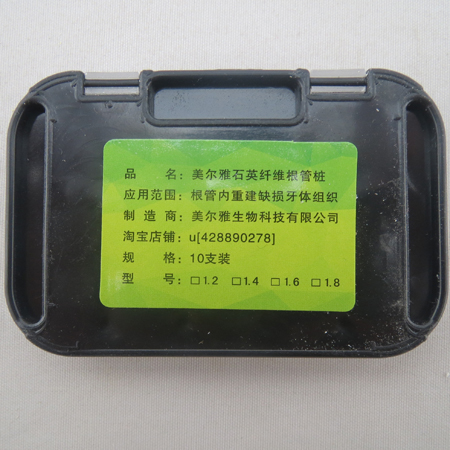 品 名：美尔雅石英纤维根管桩
应用范围：根管内重建缺损牙体组织
制 造 商：美尔雅生物科技有限公司
淘宝店铺：u[428890278]
规 格：10支装
型 号：□1.2 □1.4 □1.6 □1.8